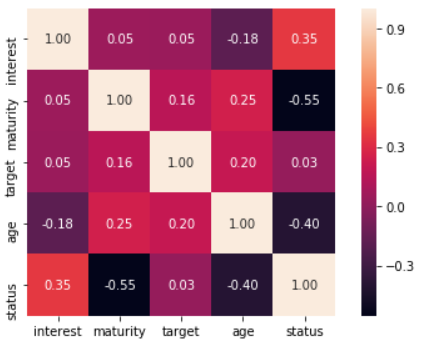 interest 1.00 0.05 0.05 -0.18 0.35
maturity 0.05 1.00 0.16 0.25 -0.55
target 0.05 0.16 1.00 0.20 0.03
age -0.18 0.25 0.20 1.00 -0.40
status 0.35 -0.55 0.03 -0.40 1.00
interest maturity target age status
0.9
0.6
0.3
0.0
−0.3